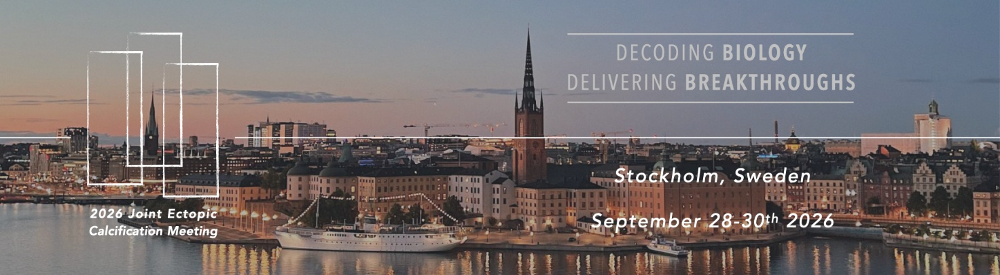 DECODING BIOLOGY
DELIVERING BREAKTHROUGHS
Stockholm, Sweden
September 28-30th 2026
2026 Joint Ectopic
Calcification Meeting